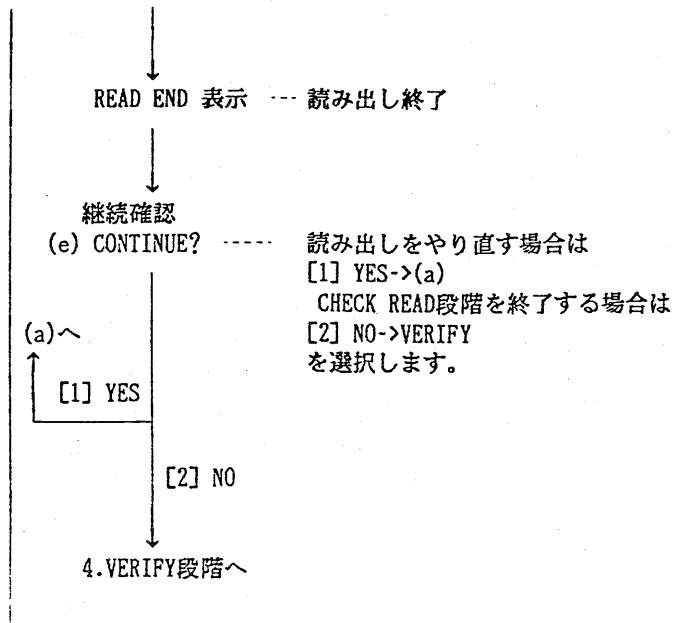 READ END 表示 --- 読み出し終了
継続確認
(e) CONTINUE? ----- 読み出しをやり直す場合は
[1] YES->(a)
CHECK READ段階を終了する場合は
(a)へ
[2] NO->VERIFY
を選択します。
[1] YES
[2] NO
4.VERIFY段階へ